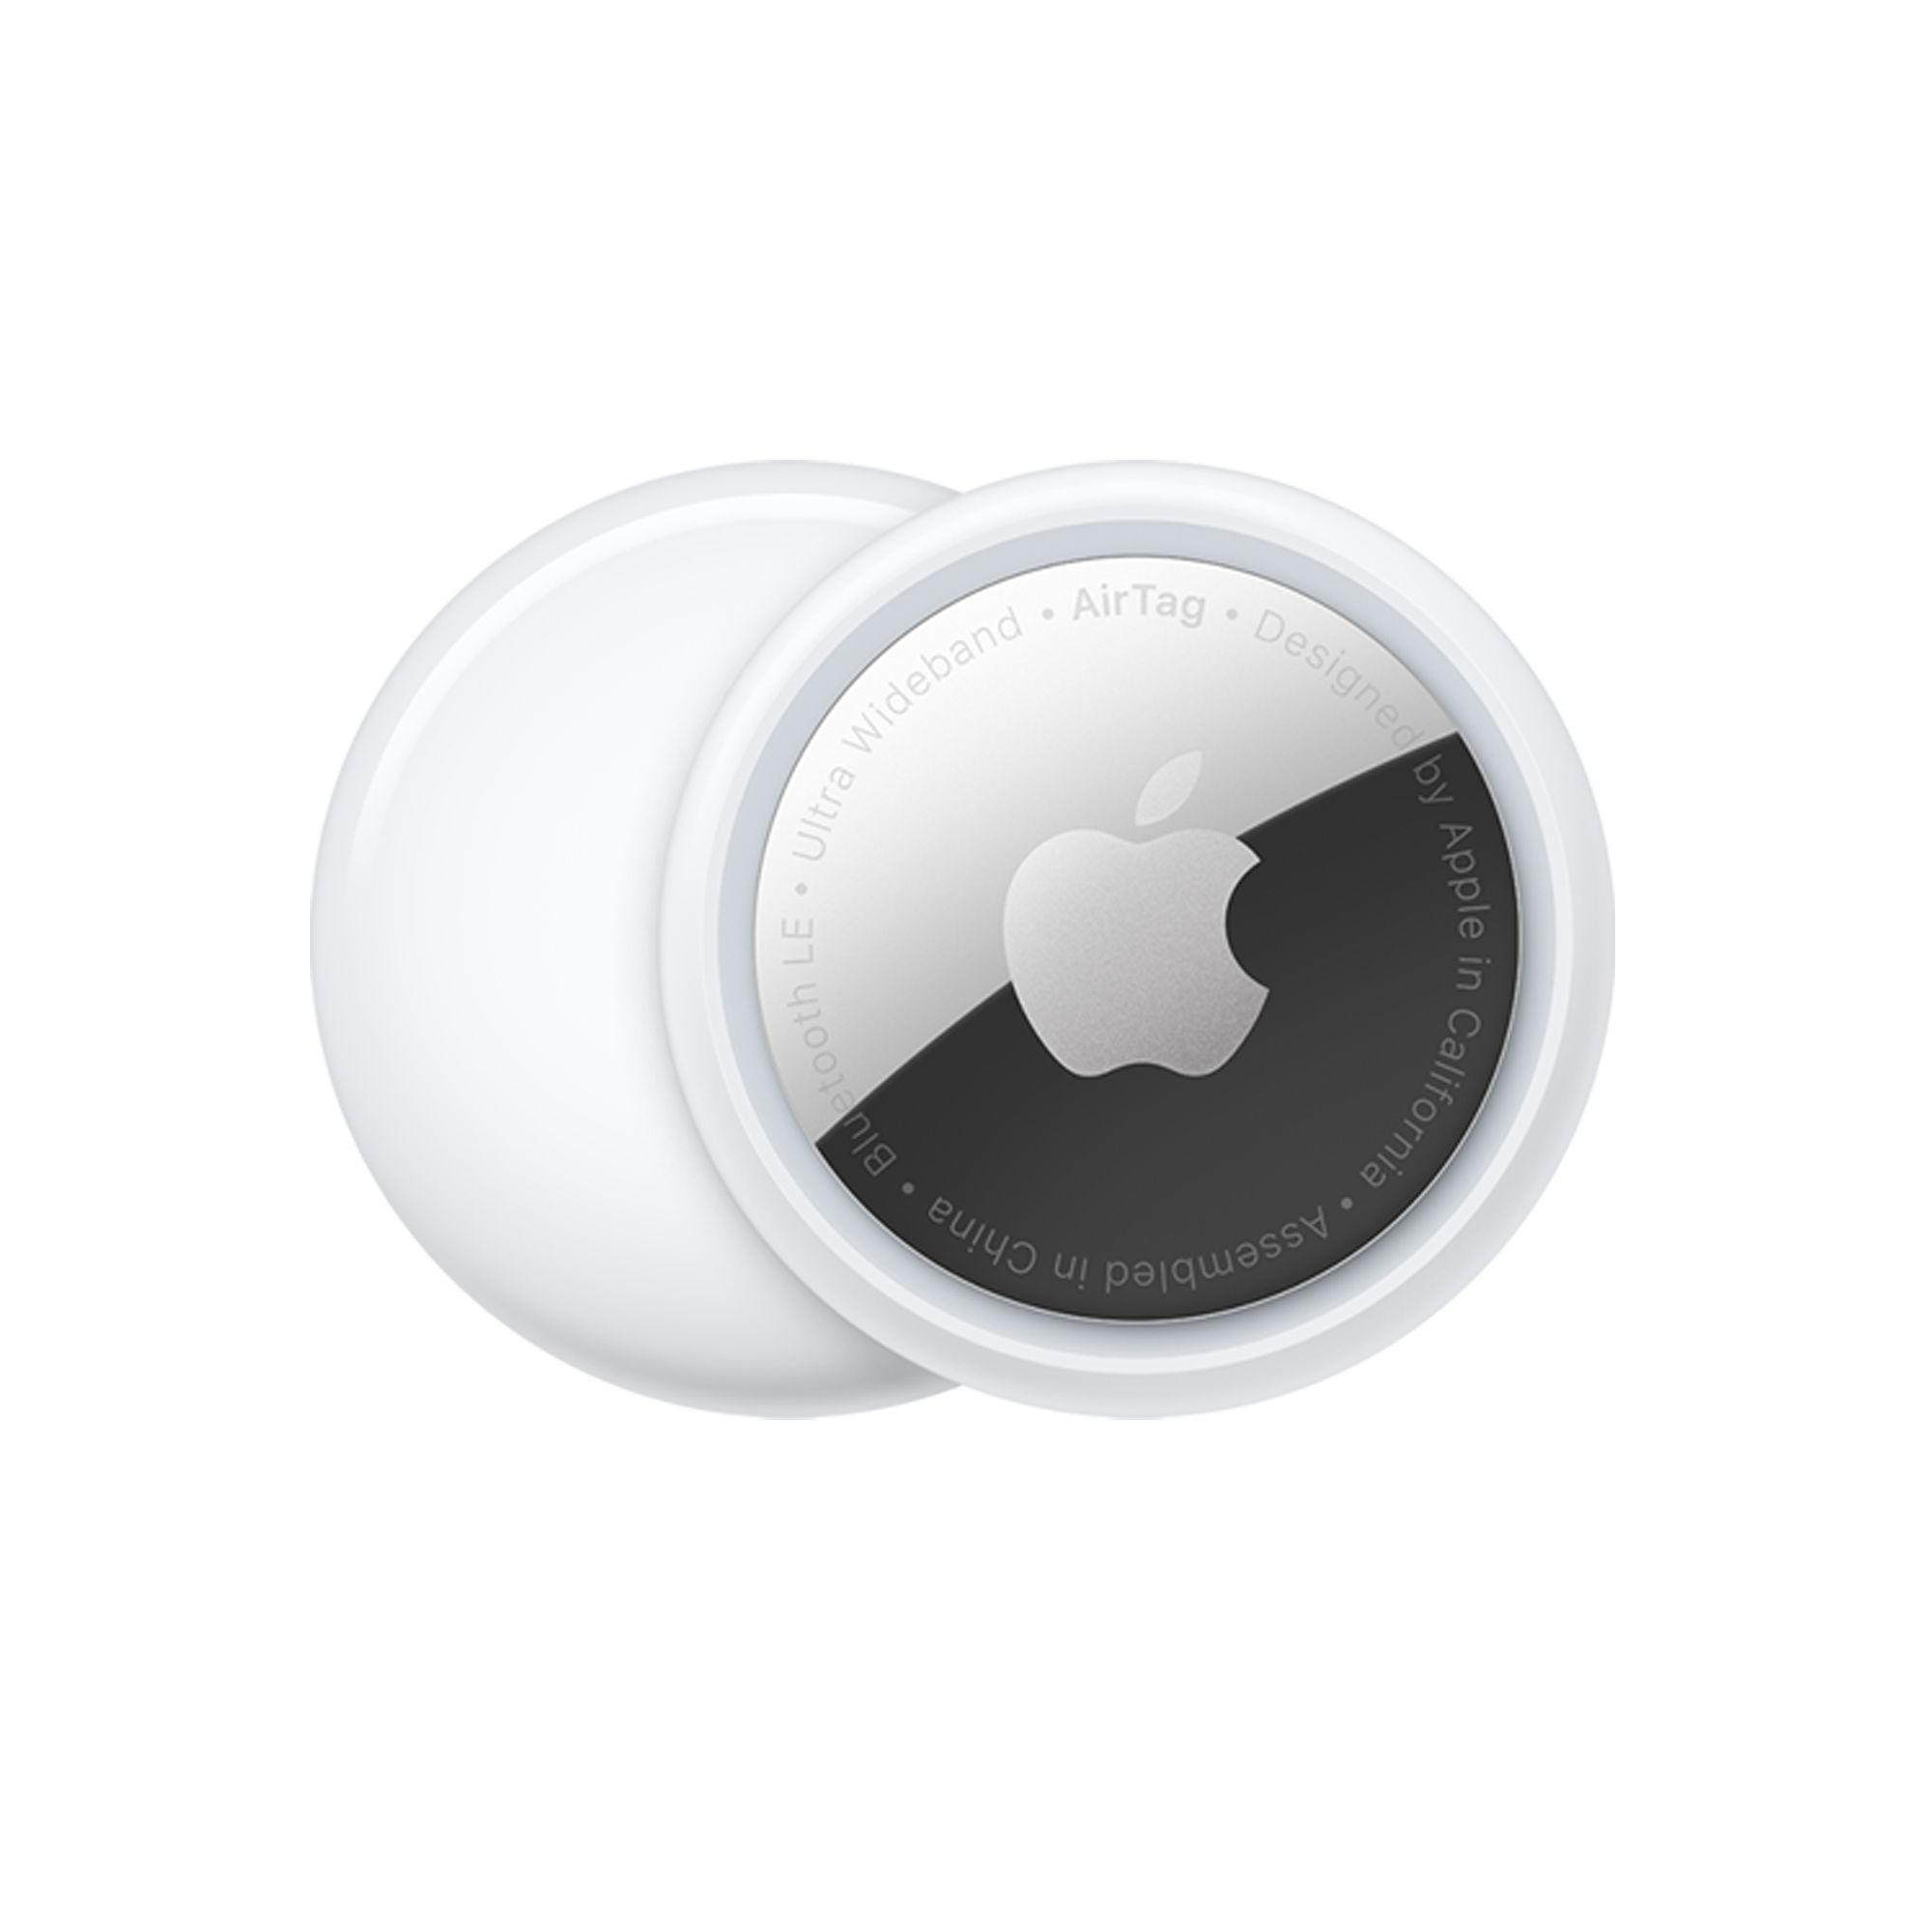 AirTag • Designed by Apple in California • Assembled in China • Bluetooth LE • Ultra Wideband •